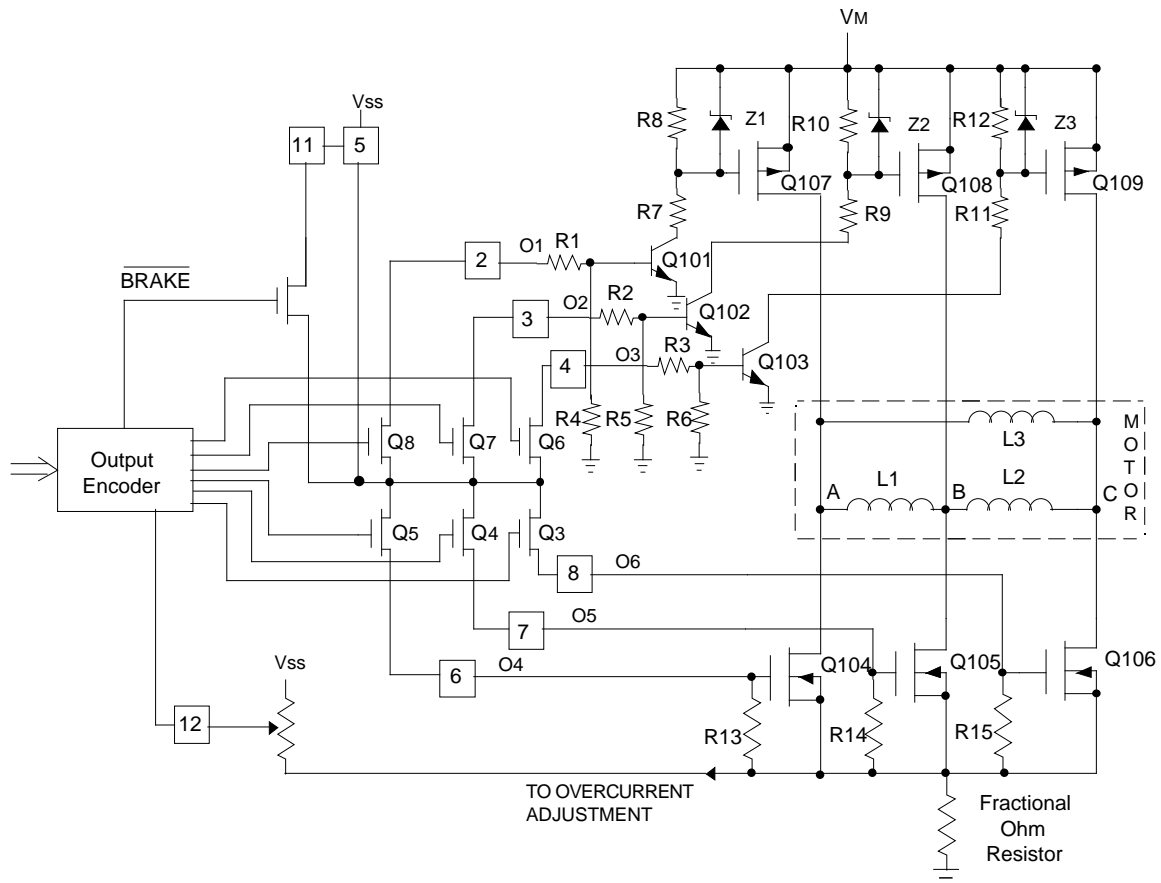 VM
Vss
R8
Z1
R10
Z2
R12
Z3
11
5
Q107
Q108
Q109
R7
R9
R11
2
O1
R1
Q101
BRAKE
3
O2
R2
Q102
4
O3
R3
Q103
R4
R5
R6
Q8
Q7
Q6
Output
Encoder
MOTOR
L3
A
L1
B
L2
C
Q5
Q4
Q3
8
O6
7
O5
6
O4
Q104
Q105
Q106
Vss
12
R13
R14
R15
TO OVERCURRENT
ADJUSTMENT
Fractional
Ohm
Resistor